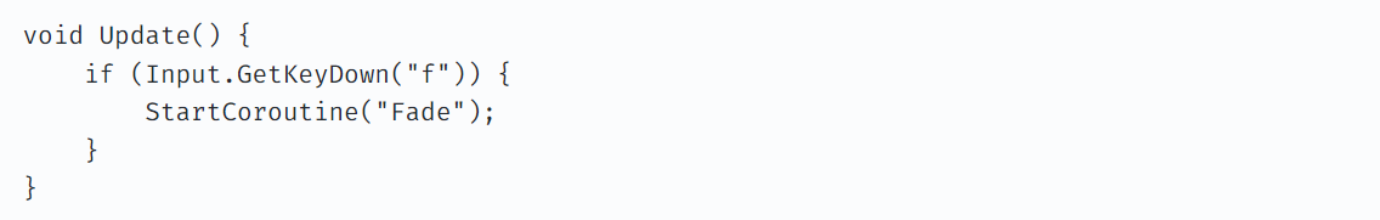 void Update() {
    if (Input.GetKeyDown("f")) {
        StartCoroutine("Fade");
    }
}